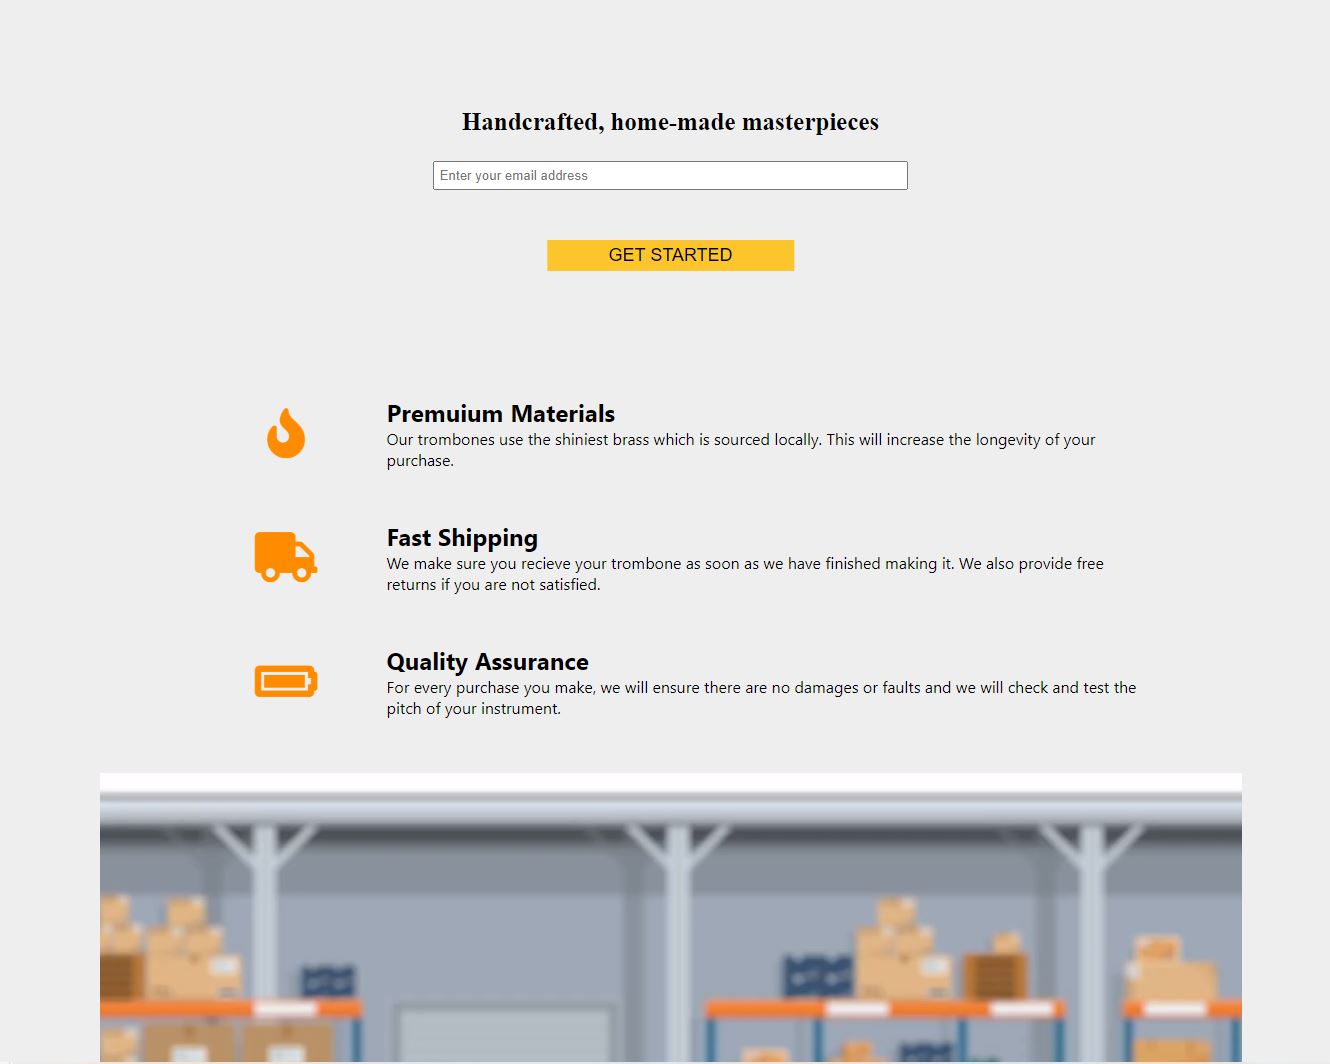 Handcrafted, home-made masterpieces
Enter your email address
GET STARTED
Premuium Materials
Our trombones use the shiniest brass which is sourced locally. This will increase the longevity of your
purchase.
Fast Shipping
We make sure you recieve your trombone as soon as we have finished making it. We also provide free
returns if you are not satisfied.
Quality Assurance
For every purchase you make, we will ensure there are no damages or faults and we will check and test the
pitch of your instrument.